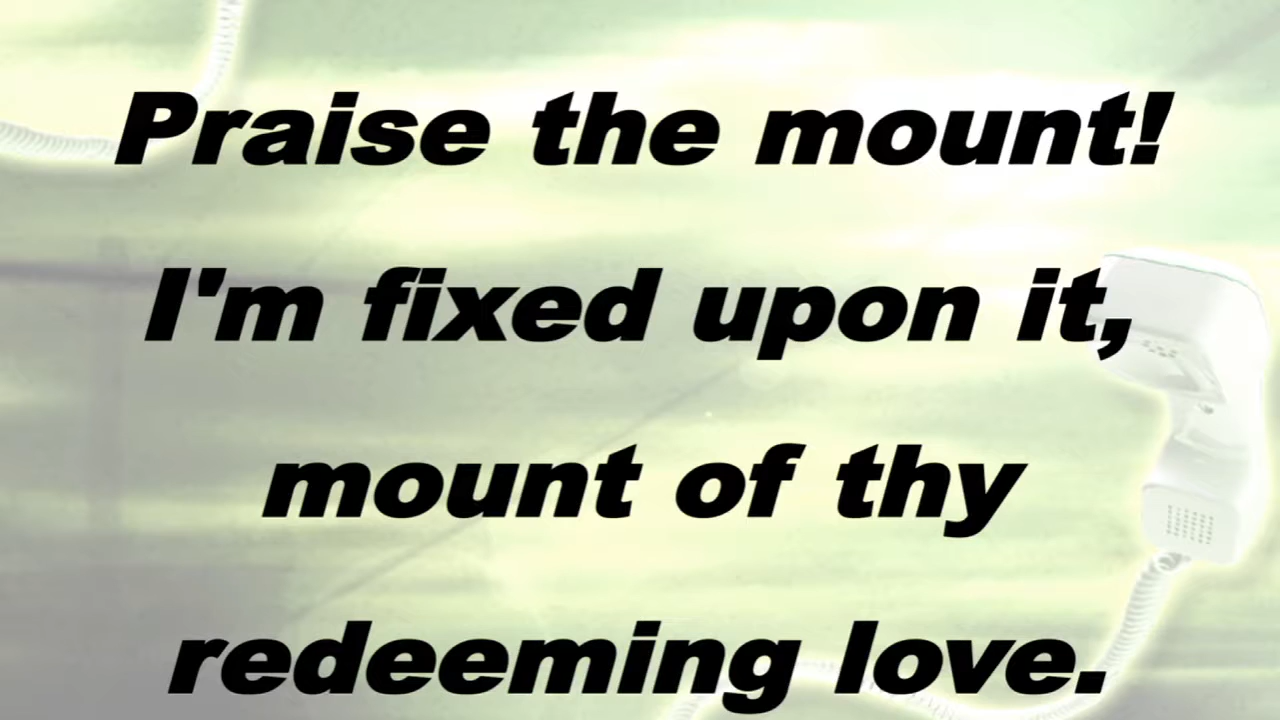 Praise the mount!
I'm fixed upon it,
mount of thy
redeeming love.